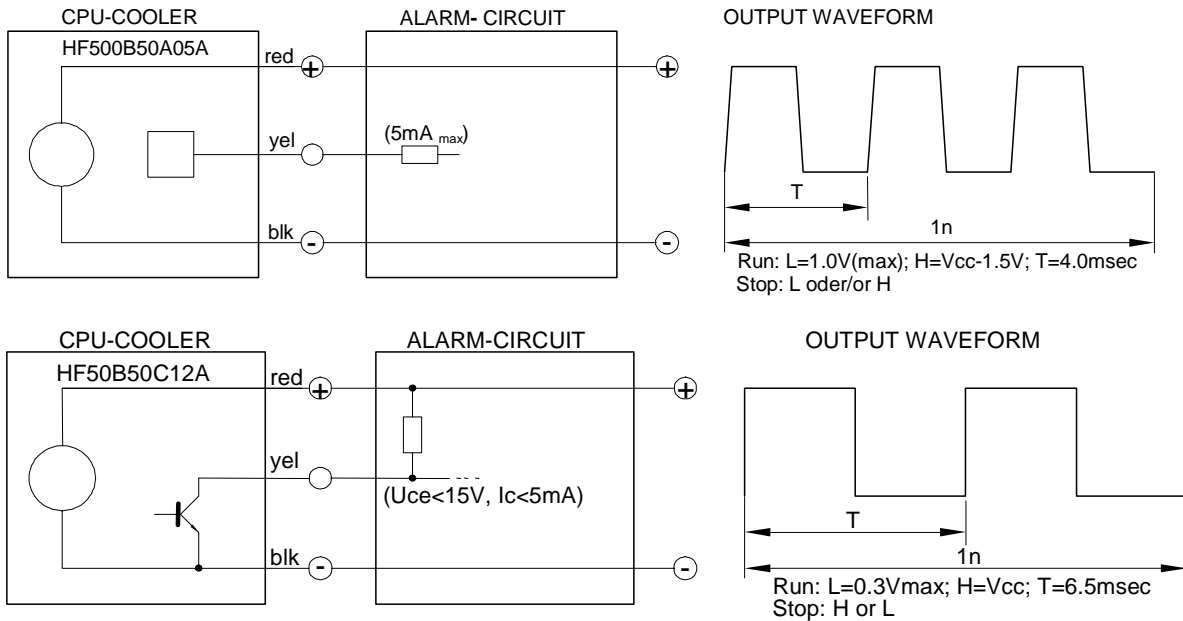 CPU-COOLER
HF500B50A05A
red
+
yel
blk
-
ALARM- CIRCUIT
+
(5mA max)
-
OUTPUT WAVEFORM
T
1n
Run: L=1.0V(max); H=Vcc-1.5V; T=4.0msec
Stop: L oder/or H
CPU-COOLER
HF50B50C12A
red
+
yel
blk
-
ALARM-CIRCUIT
+
(Uce<15V, Ic<5mA)
-
OUTPUT WAVEFORM
T
1n
Run: L=0.3Vmax; H=Vcc; T=6.5msec
Stop: H or L